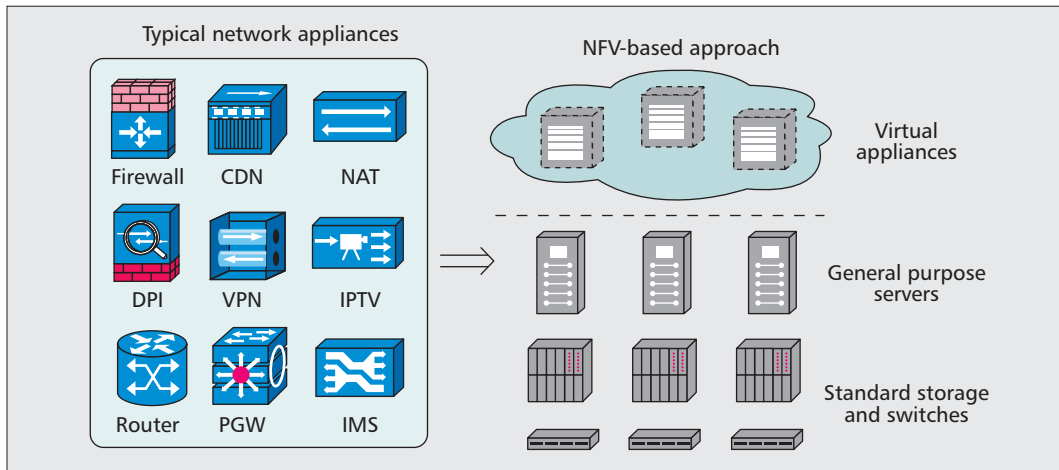 Typical network appliances
Firewall
CDN
NAT
DPI
VPN
IPTV
Router
PGW
IMS
NFV-based approach
Virtual
appliances
General purpose
servers
Standard storage
and switches